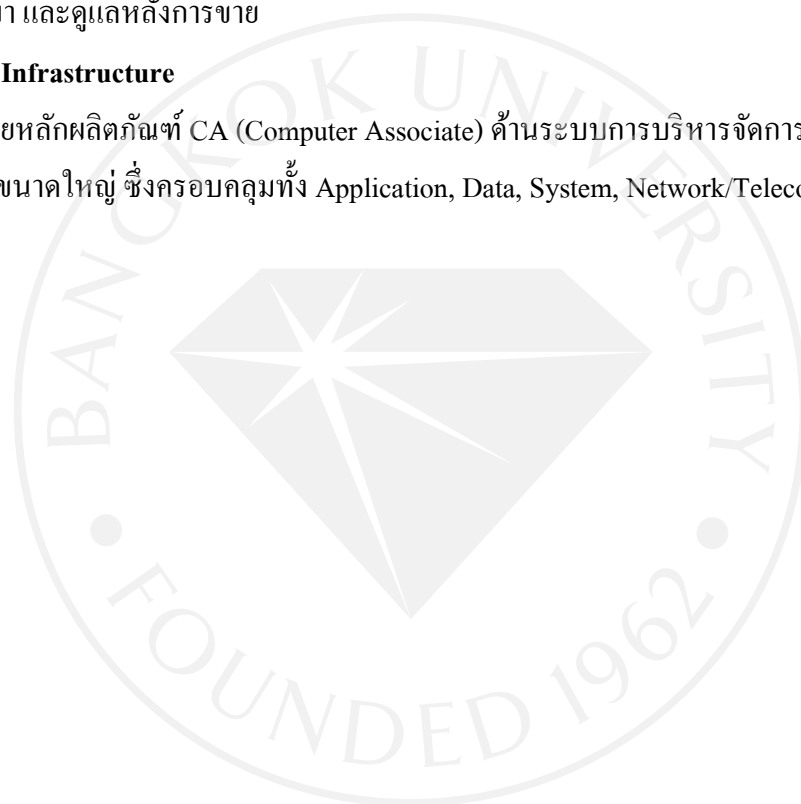 และดูแลหลังการขาย
Infrastructure
ยหลักผลิตภัณฑ์ CA (Computer Associate) ด้านระบบการบริหารจัดการ
ขนาดใหญ่ ซึ่งครอบคลุมทั้ง Application, Data, System, Network/Teleco
BANGKOK UNIVERSITY
• FOUNDED 1962 •